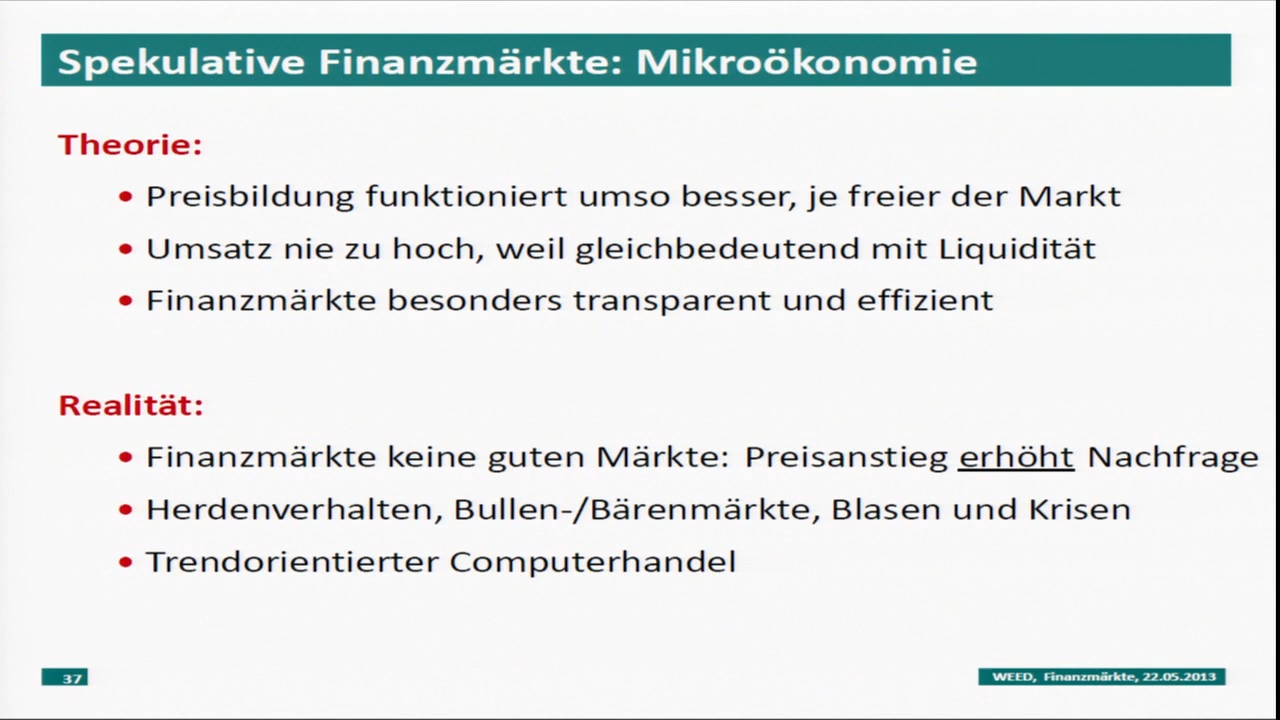 Spekulative Finanzmärkte: Mikroökonomie
Theorie:
• Preisbildung funktioniert umso besser, je freier der Markt
• Umsatz nie zu hoch, weil gleichbedeutend mit Liquidität
• Finanzmärkte besonders transparent und effizient
Realität:
• Finanzmärkte keine guten Märkte: Preisanstieg erhöht Nachfrage
• Herdenverhalten, Bullen-/Bärenmärkte, Blasen und Krisen
• Trendorientierter Computerhandel
37
WEED, Finanzmärkte, 22.05.2013